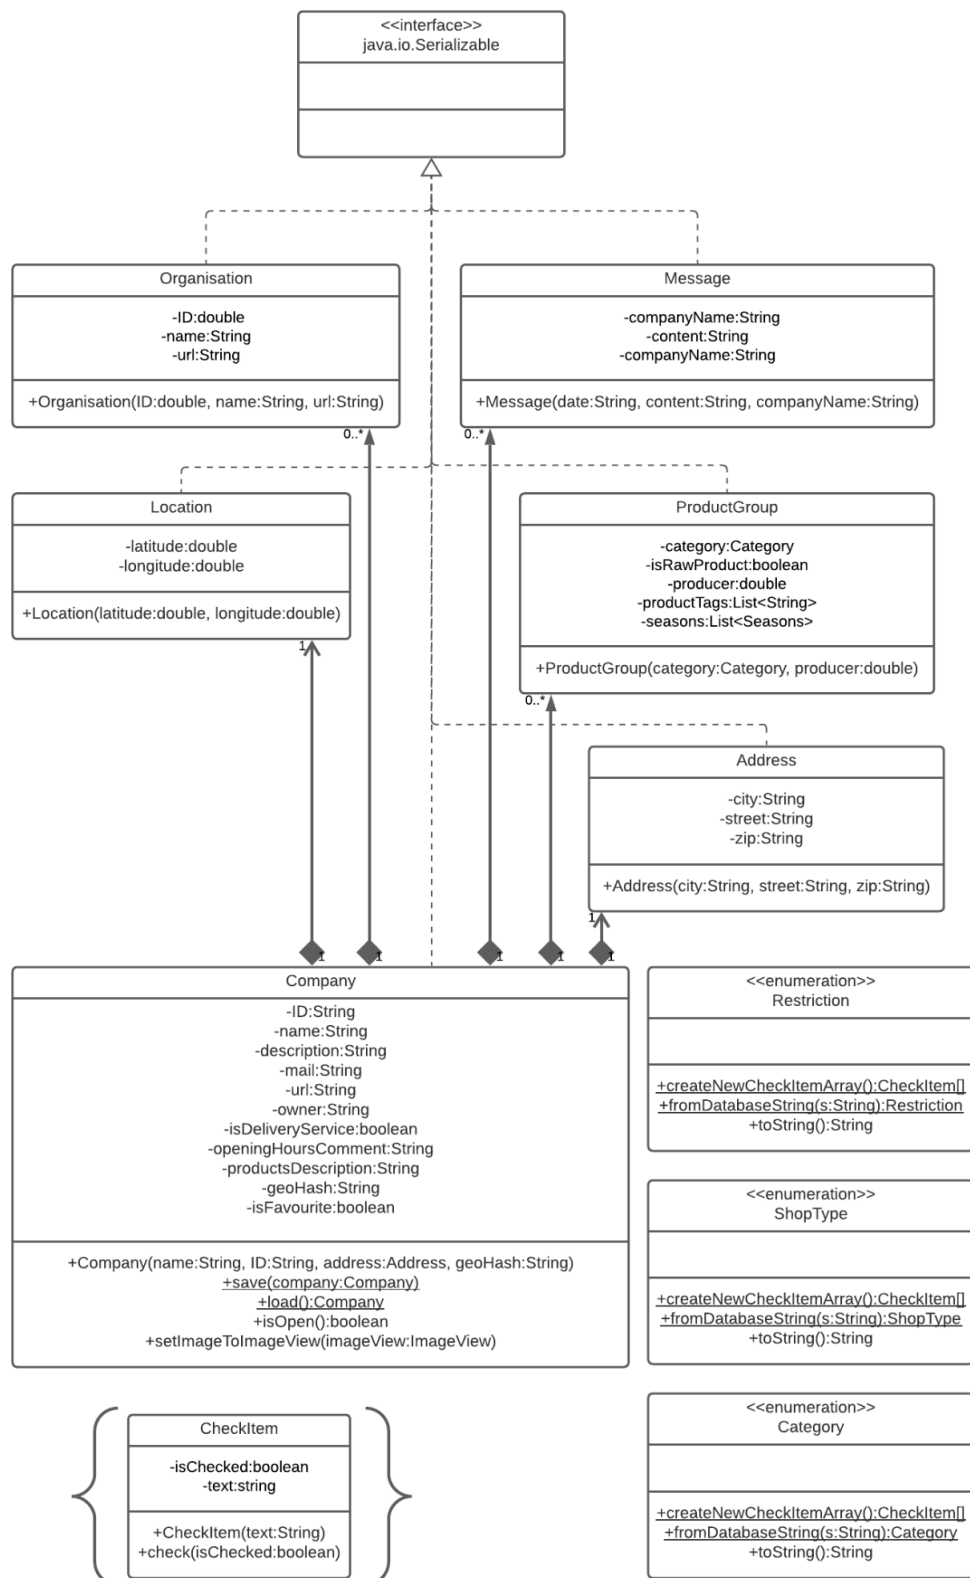 <<interface>>
java.io.Serializable
Organisation
-ID:double
-name:String
-url:String
+Organisation(ID:double, name:String, url:String)
Message
-companyName:String
-content:String
-companyName:String
+Message(date:String, content:String, companyName:String)
0..*
0..*
Location
-latitude:double
-longitude:double
+Location(latitude:double, longitude:double)
1
ProductGroup
-category:Category
-isRawProduct:boolean
-producer:double
-productTags:List<String>
-seasons:List<Seasons>
+ProductGroup(category:Category, producer:double)
0..*
Address
-city:String
-street:String
-zip:String
+Address(city:String, street:String, zip:String)
1
1
1
1
1
1
Company
-ID:String
-name:String
-description:String
-mail:String
-url:String
-owner:String
-isDeliveryService:boolean
-openingHoursComment:String
-productsDescription:String
-geoHash:String
-isFavourite:boolean
+Company(name:String, ID:String, address:Address, geoHash:String)
+save(company:Company)
+load():Company
+isOpen():boolean
+setImageToImageView(imageView:ImageView)
<<enumeration>>
Restriction
+createNewCheckItemArray():CheckItem[]
+fromDatabaseString(s:String):Restriction
+toString():String
<<enumeration>>
ShopType
+createNewCheckItemArray():CheckItem[]
+fromDatabaseString(s:String):ShopType
+toString():String
<<enumeration>>
Category
+createNewCheckItemArray():CheckItem[]
+fromDatabaseString(s:String):Category
+toString():String
CheckItem
-isChecked:boolean
-text:string
+CheckItem(text:String)
+check(isChecked:boolean)